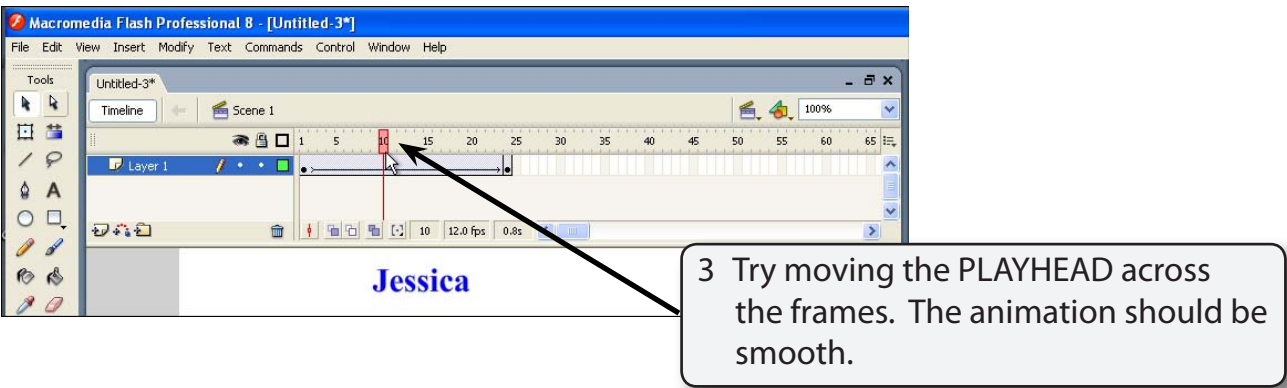 Macromedia Flash Professional 8 - [Untitled-3*]
File Edit View Insert Modify Text Commands Control Window Help
Tools
Untitled-3*
Timeline Scene 1 100%
1 5 10 15 20 25 30 35 40 45 50 55 60 65
Layer 1
10 12.0 fps 0.8s
A
Jessica
3 Try moving the PLAYHEAD across
the frames. The animation should be
smooth.